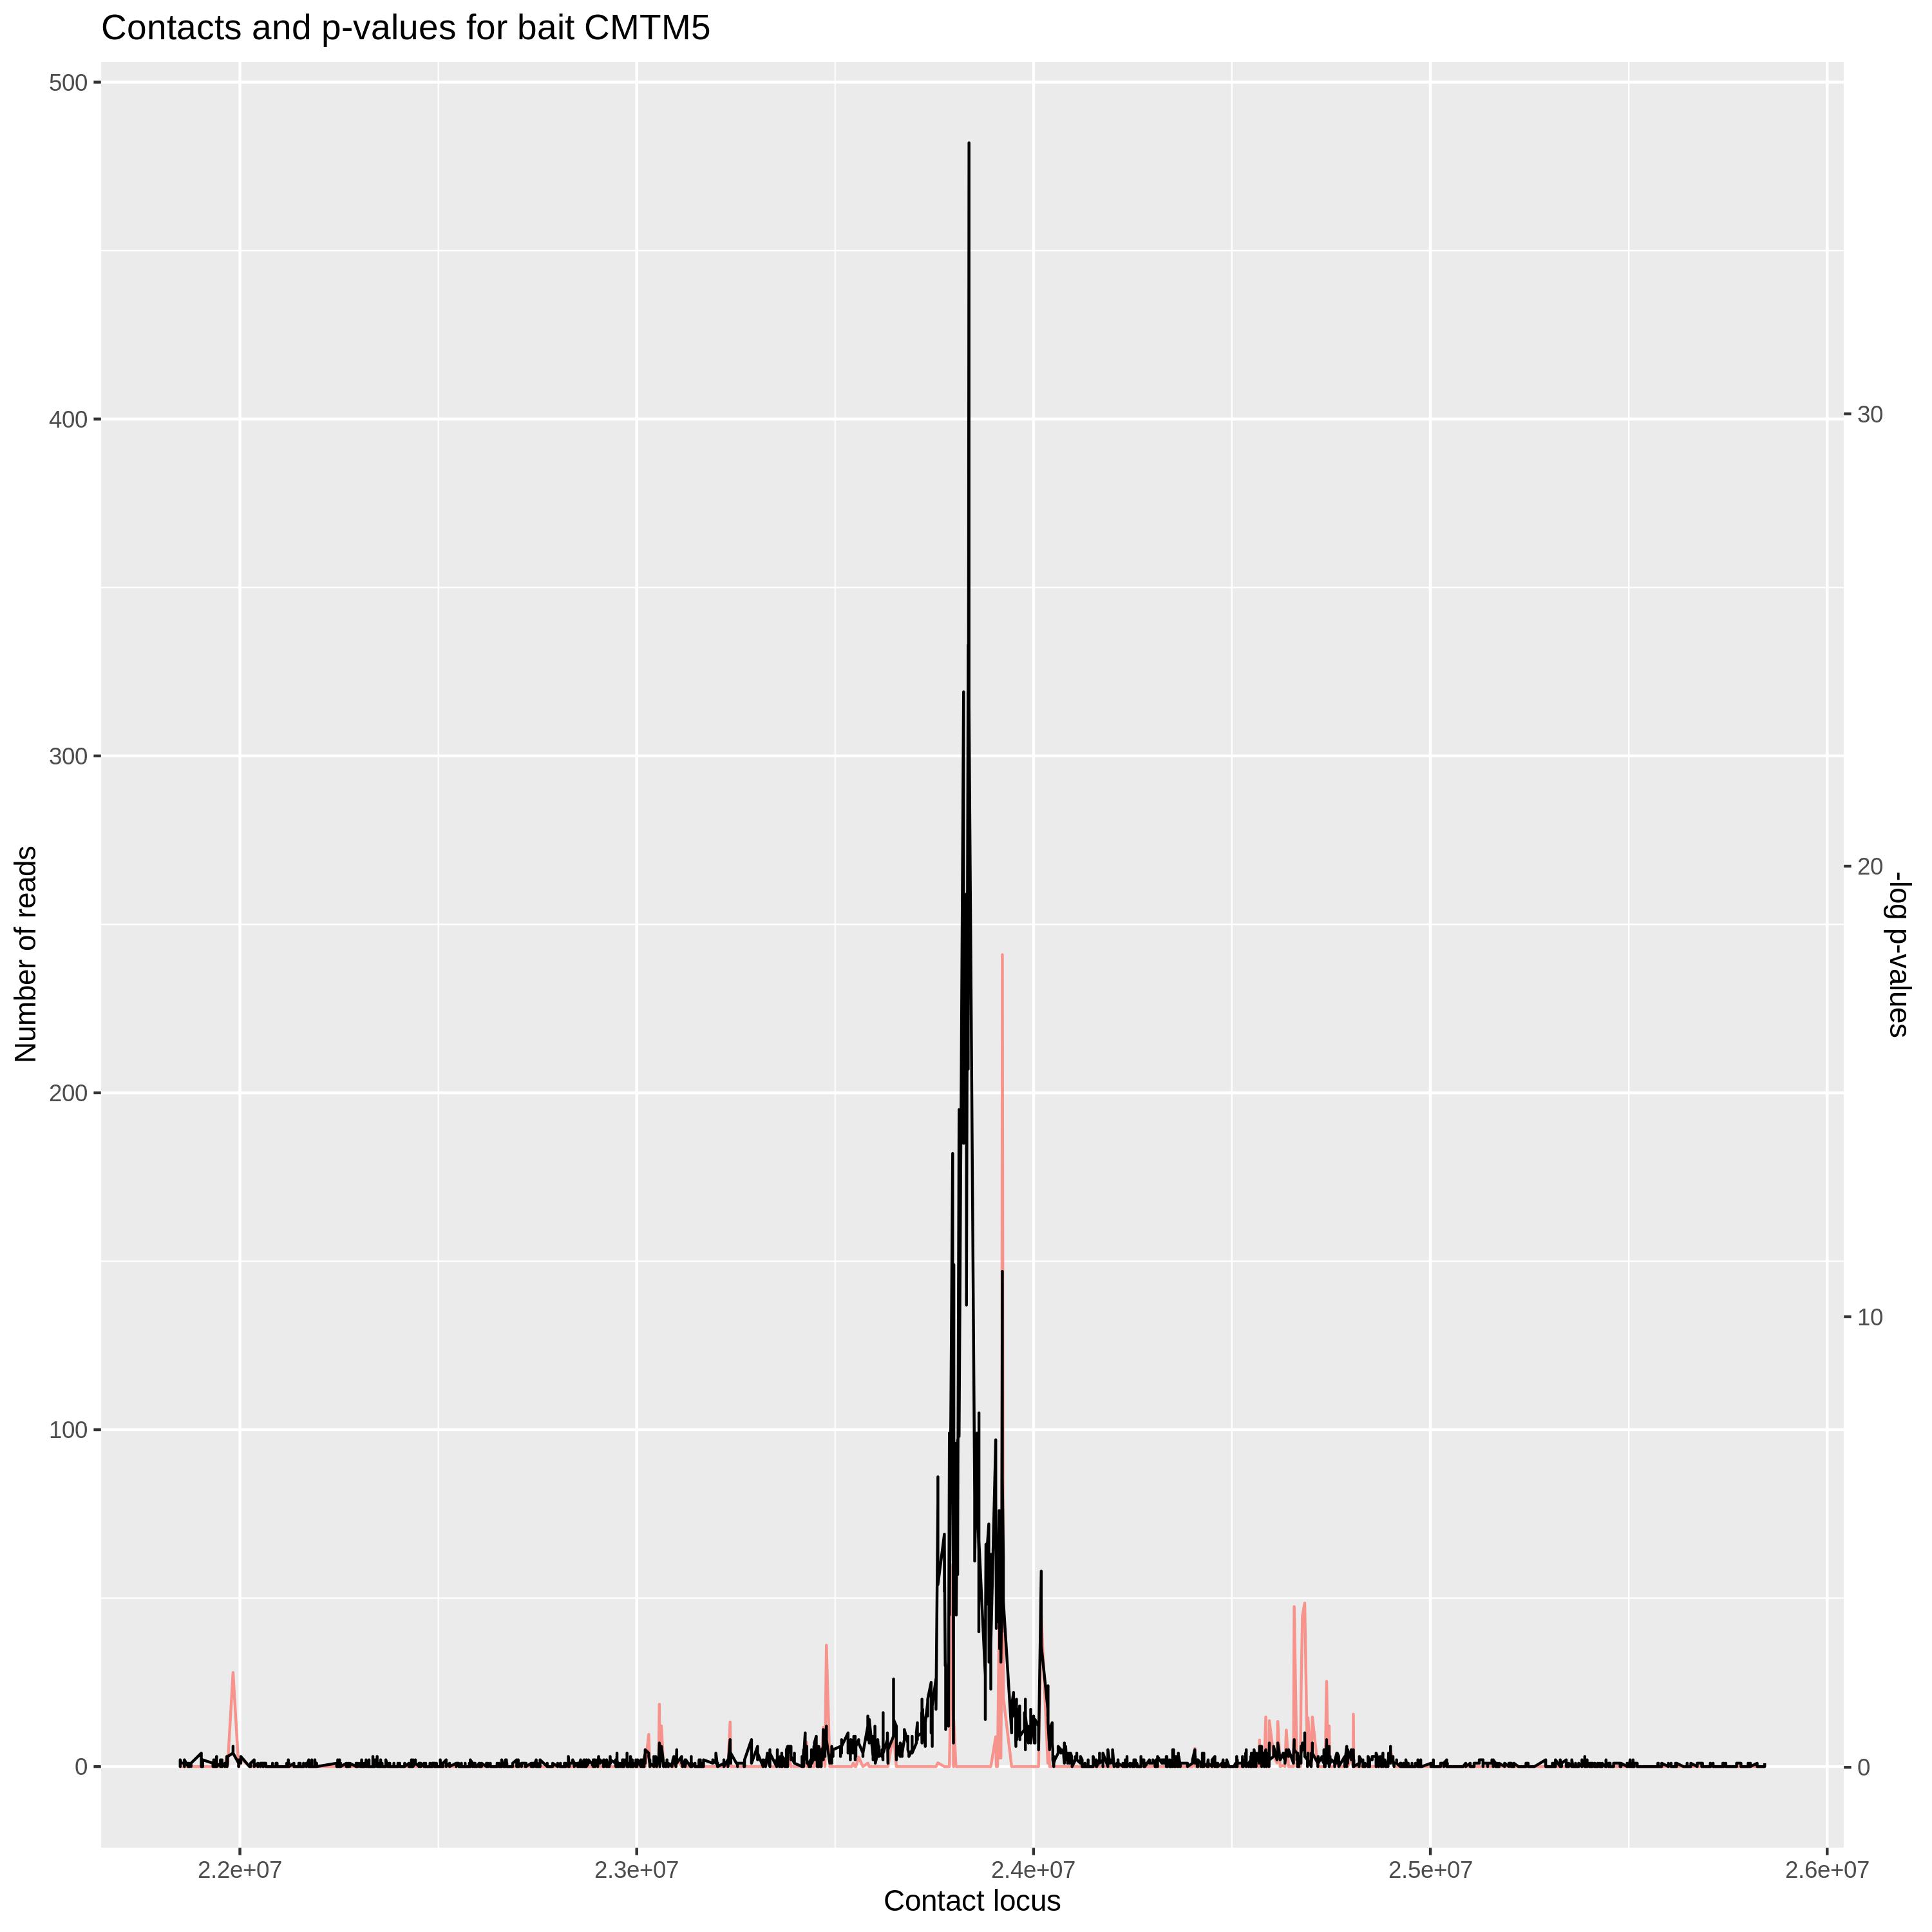 Contacts and p-values for bait CMTM5
500
400
300
200
100
0
Number of reads
30
20
10
0
-log p-values
2.2e+07
2.3e+07
2.4e+07
2.5e+07
2.6e+07
Contact locus